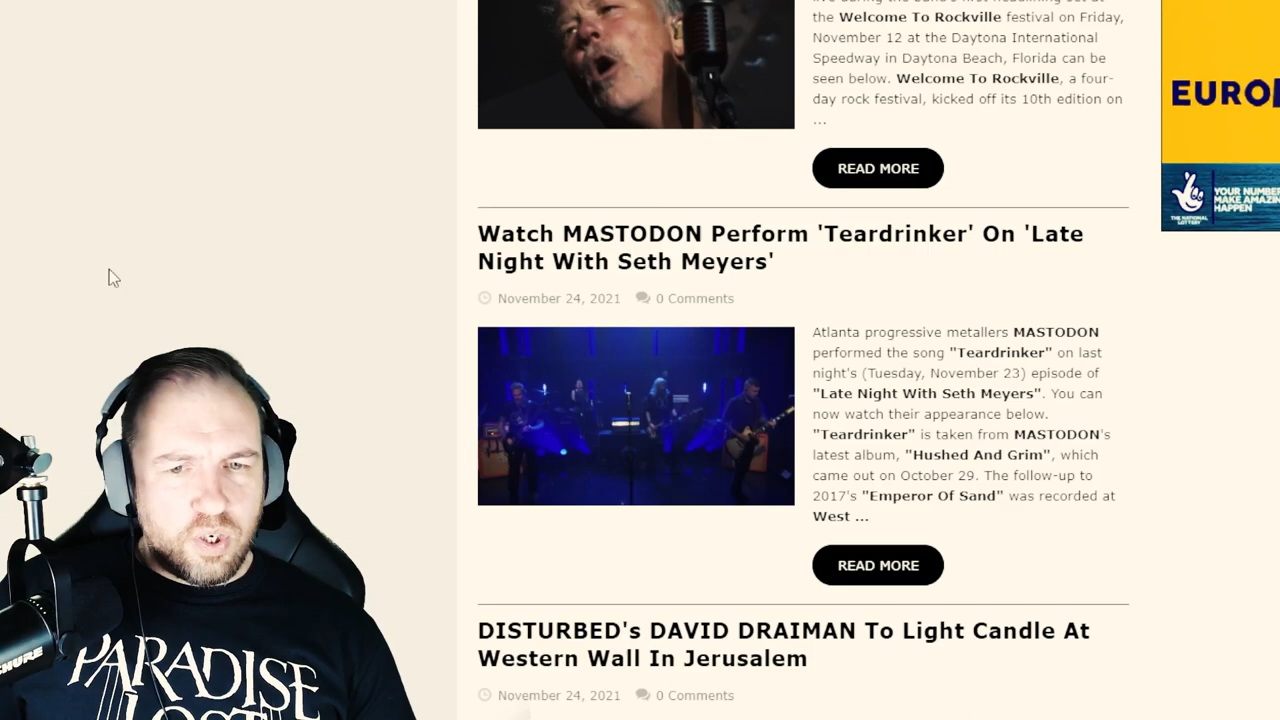 the Welcome To Rockville festival on Friday,
November 12 at the Daytona International
Speedway in Daytona Beach, Florida can be
seen below. Welcome To Rockville, a four-
day rock festival, kicked off its 10th edition on
...
READ MORE
Watch MASTODON Perform 'Teardrinker' On 'Late
Night With Seth Meyers'
November 24, 2021 0 Comments
Atlanta progressive metallers MASTODON
performed the song "Teardrinker" on last
night's (Tuesday, November 23) episode of
"Late Night With Seth Meyers". You can
now watch their appearance below.
"Teardrinker" is taken from MASTODON's
latest album, "Hushed And Grim", which
came out on October 29. The follow-up to
2017's "Emperor Of Sand" was recorded at
West ...
READ MORE
DISTURBED's DAVID DRAIMAN To Light Candle At
Western Wall In Jerusalem
November 24, 2021 0 Comments
EURO
THE NATIONAL
LOTTERY
YOUR NUMBE
MAKE AMAZIN
HAPPEN
SHURE
PARADISE
LOST